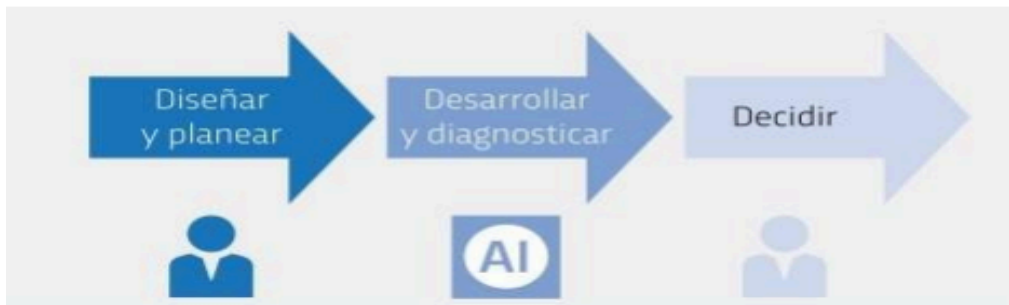 Diseñar
y planear
Desarrollar
y diagnosticar
Decidir
AI